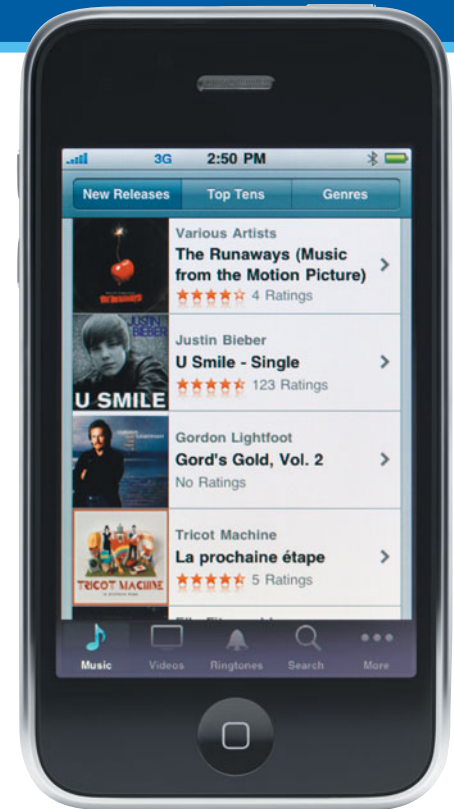 3G 2:50 PM
New Releases Top Tens Genres
Various Artists
The Runaways (Music
from the Motion Picture)
4 Ratings
JUSTIN
BIEBER
U SMILE
Justin Bieber
U Smile - Single
123 Ratings
Gordon Lightfoot
Gord's Gold, Vol. 2
No Ratings
TRICOT MACHINE
Tricot Machine
La prochaine étape
5 Ratings
Music Videos Ringtones Search More